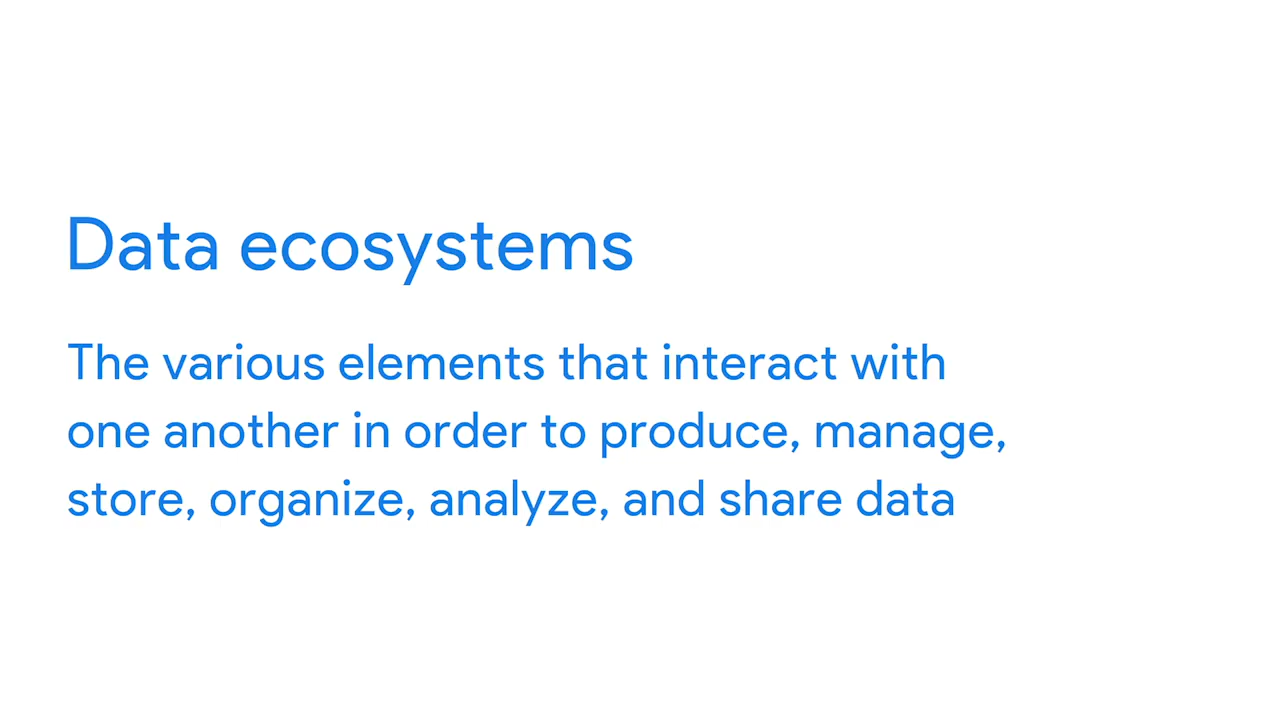 Data ecosystems
The various elements that interact with
one another in order to produce, manage,
store, organize, analyze, and share data